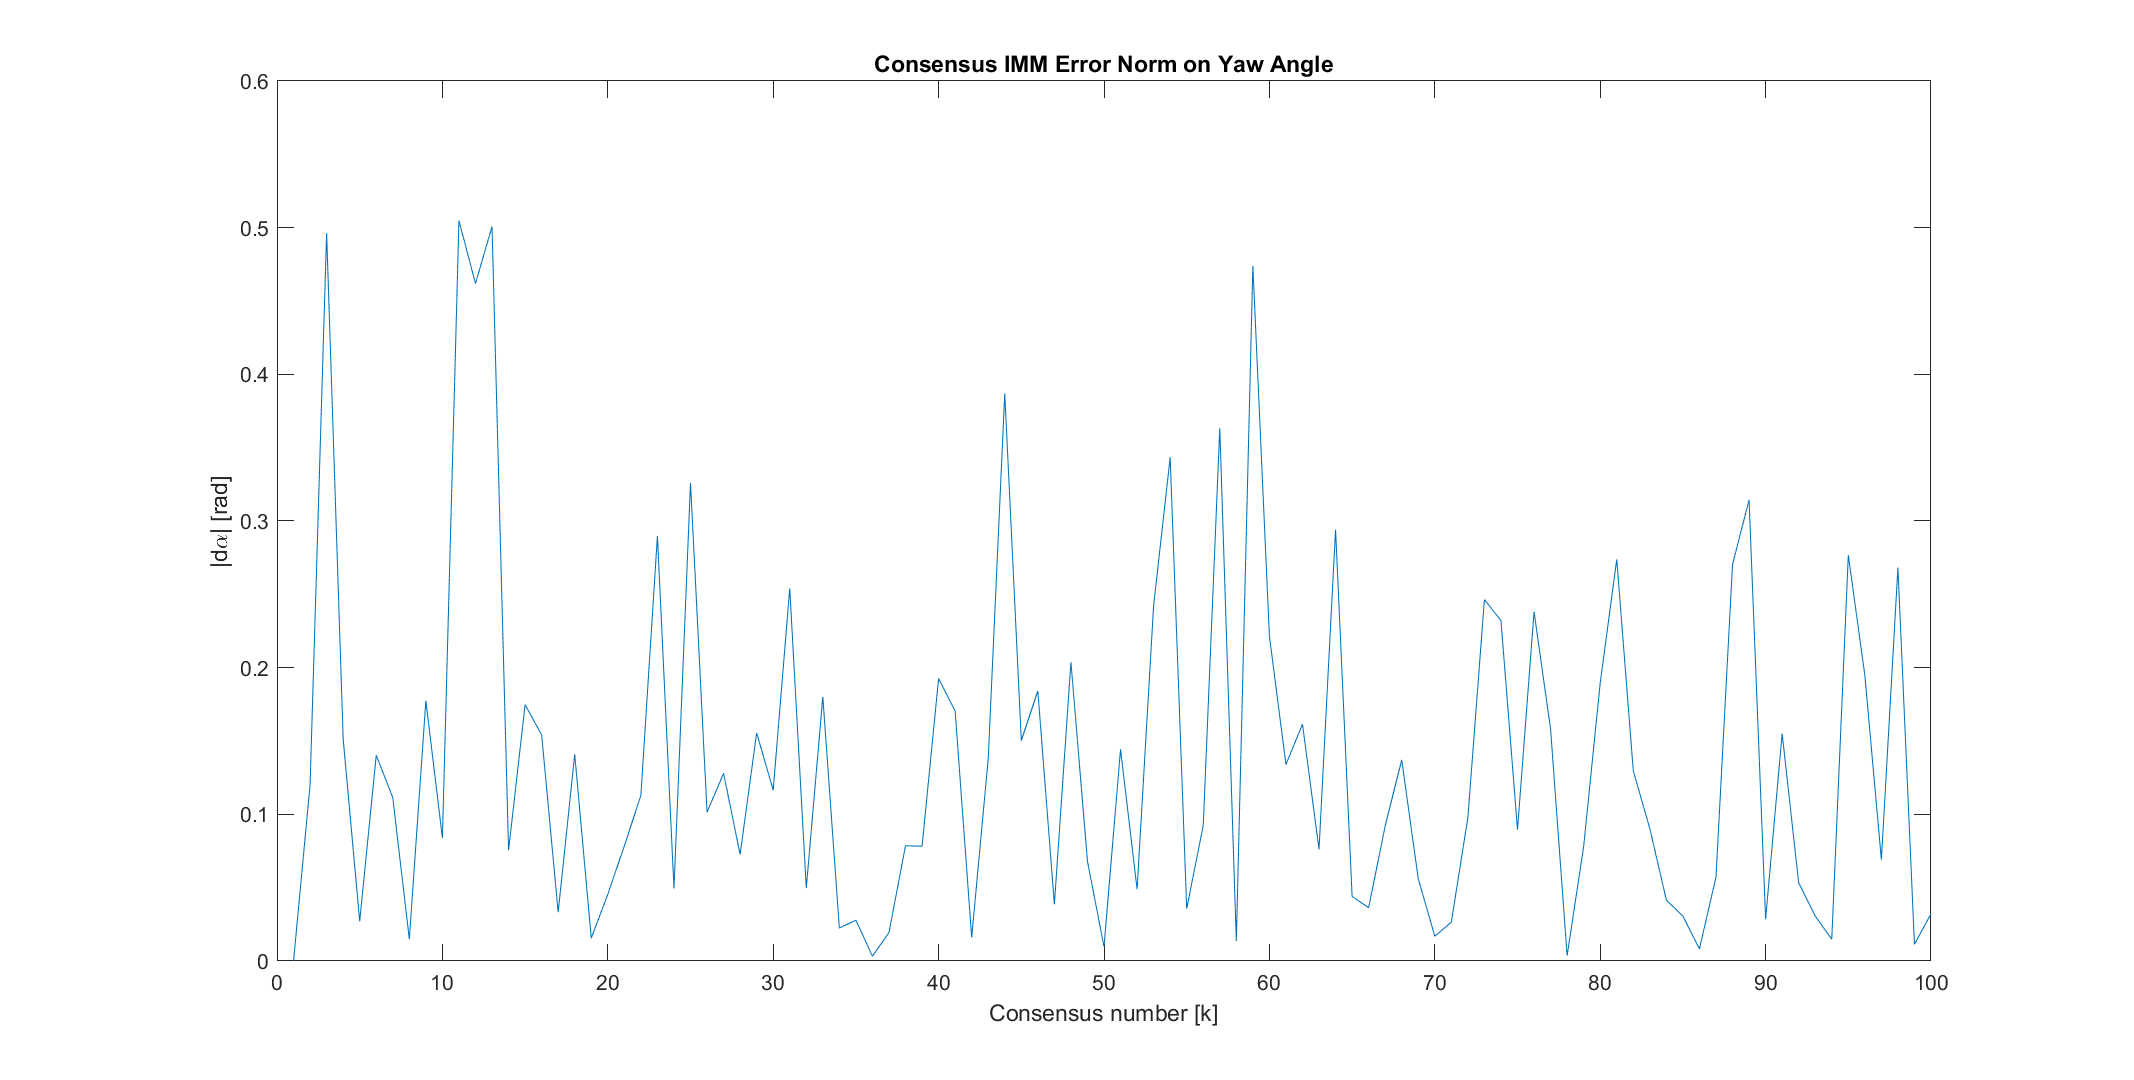 Consensus IMM Error Norm on Yaw Angle
0.6
0.5
0.4
0.3
0.2
0.1
0
|dα| [rad]
0 10 20 30 40 50 60 70 80 90 100
Consensus number [k]